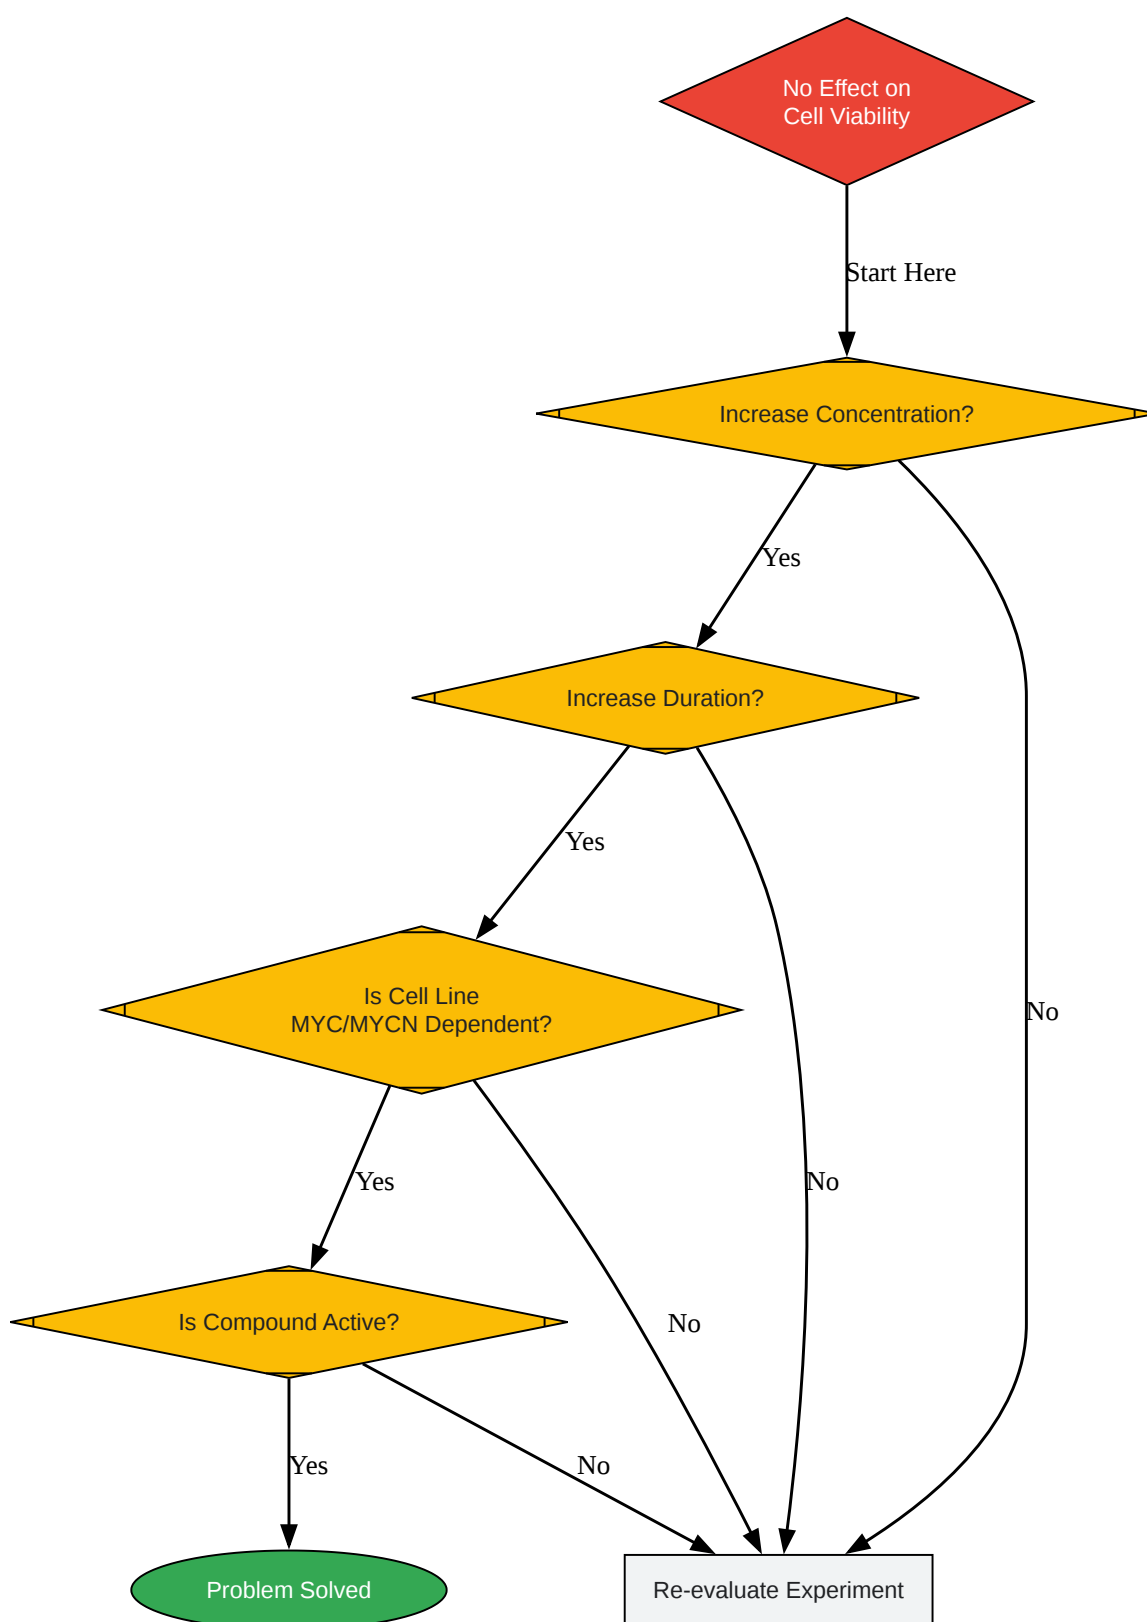 No Effect on
Cell Viability
Start Here
Increase Concentration?
Yes
Increase Duration?
Yes
Is Cell Line
MYC/MYCN Dependent?
No
Yes
No
Is Compound Active?
No
Yes
No
Problem Solved
Re-evaluate Experiment